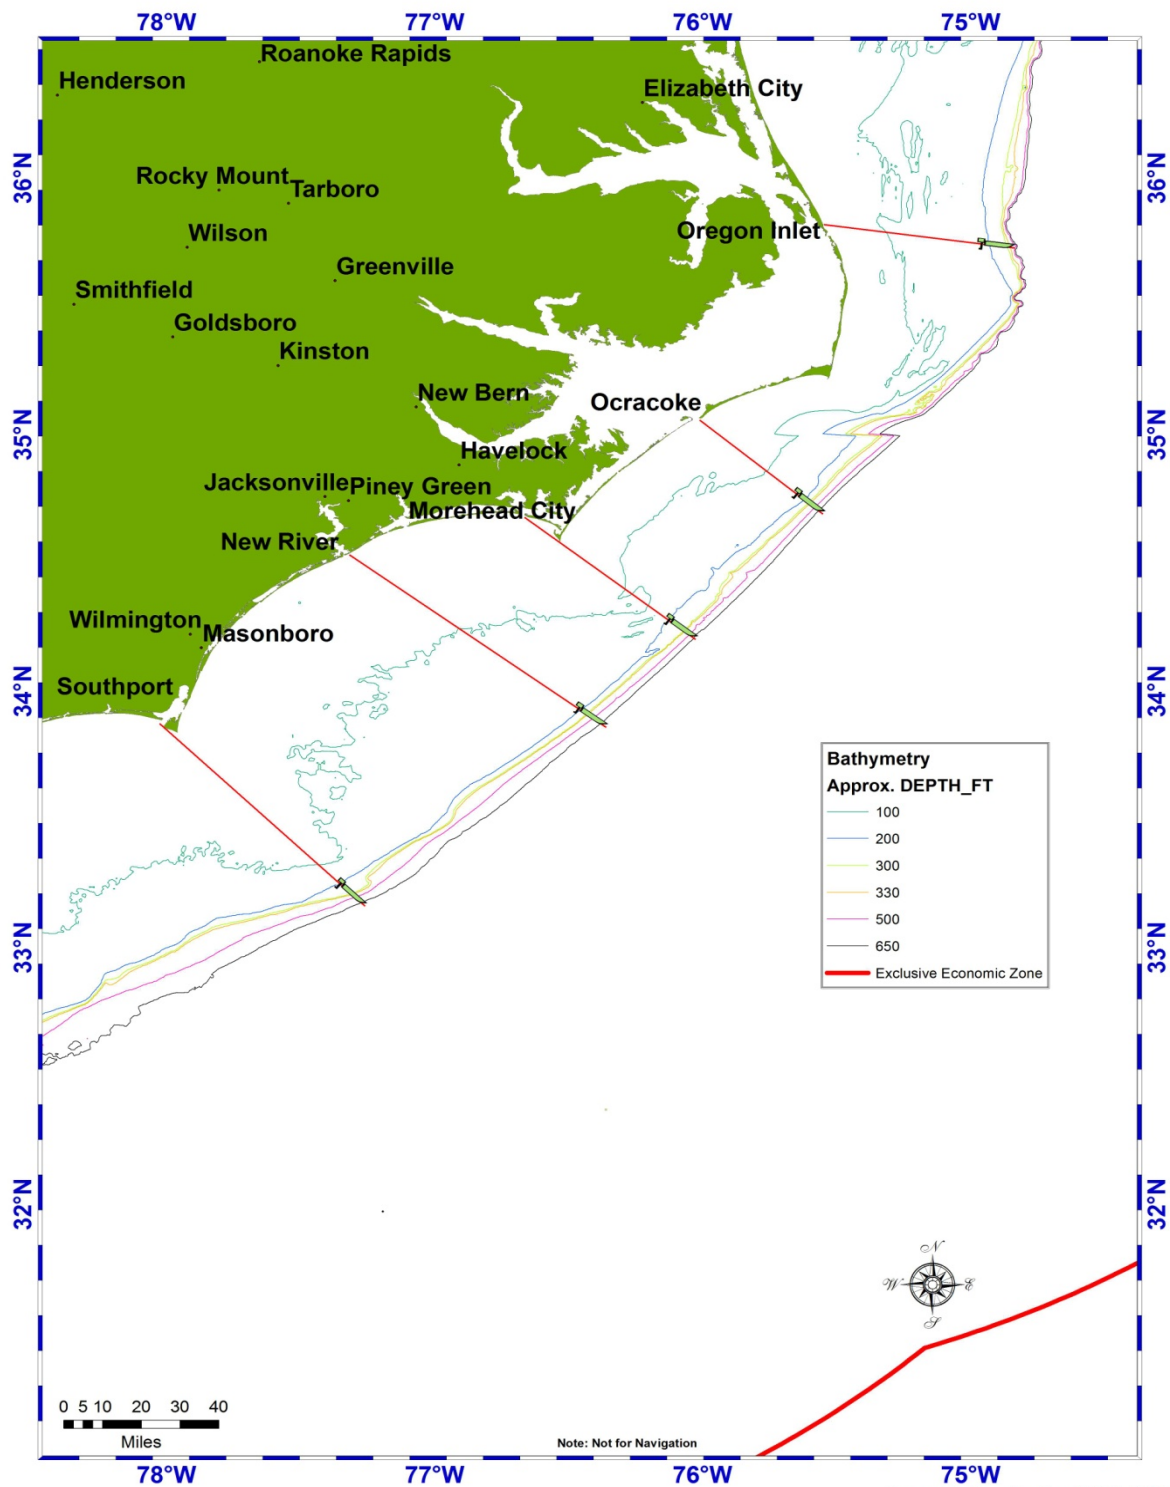 78°W 77°W 76°W 75°W
Roanoke Rapids
Henderson
Elizabeth City
36°N 36°N
Rocky Mount
Tarboro
Wilson
Oregon Inlet
Greenville
Smithfield
Goldsboro
Kinston
New Bern
Ocracoke
35°N 35°N
Havelock
Jacksonville
Piney Green
Morehead City
New River
Wilmington
Masonboro
Southport
34°N 34°N
Bathymetry
Approx. DEPTH_FT
100
200
300
330
500
650
Exclusive Economic Zone
33°N 33°N
32°N 32°N
N
W E
S
0 5 10 20 30 40
Miles
Note: Not for Navigation
78°W 77°W 76°W 75°W